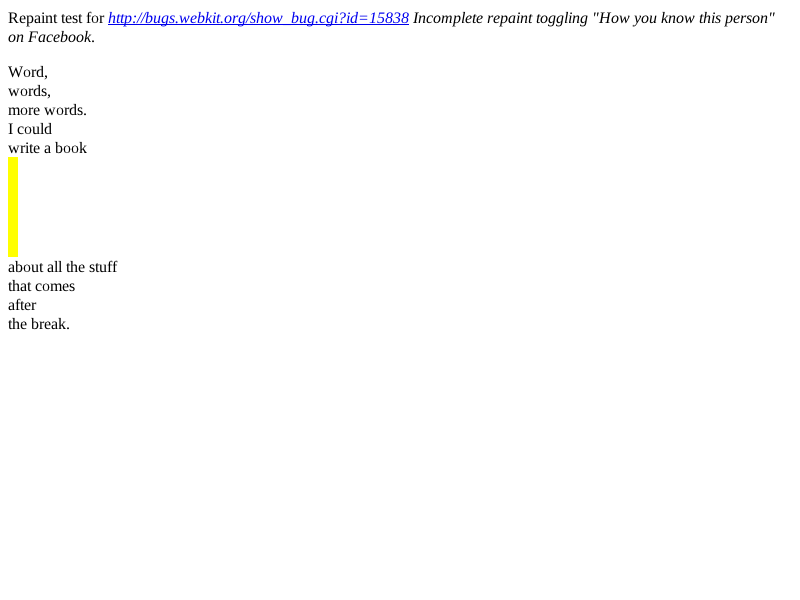 Repaint test for http://bugs.webkit.org/show_bug.cgi?id=15838 Incomplete repaint toggling "How you know this person"
on Facebook.
Word,
words,
more words.
I could
write a book
about all the stuff
that comes
after
the break.